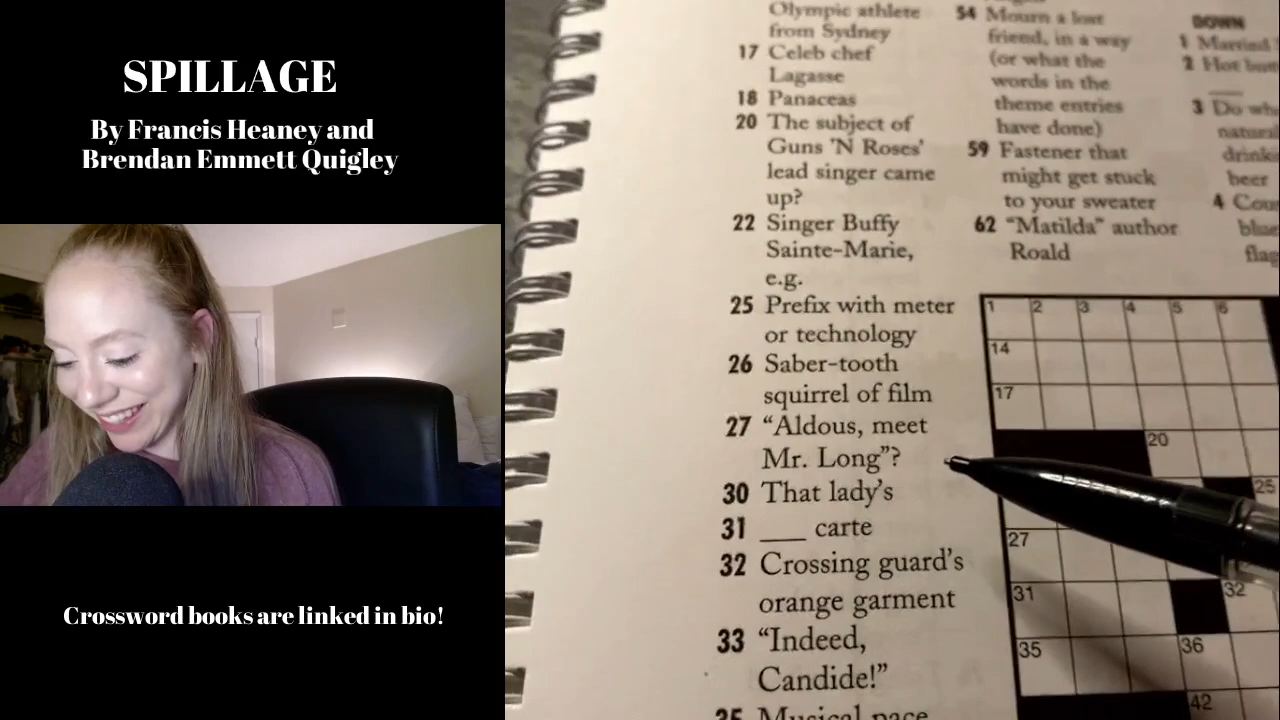 SPILLAGE
By Francis Heaney and
Brendan Emmett Quigley
Crossword books are linked in bio!
Olympic athlete
from Sydney
17 Celeb chef
Lagasse
18 Panaceas
20 The subject of
Guns 'N Roses'
lead singer came
up?
22 Singer Buffy
Sainte-Marie,
e.g.
25 Prefix with meter
or technology
26 Saber-tooth
squirrel of film
27 "Aldous, meet
Mr. Long"?
30 That lady's
31 ___ carte
32 Crossing guard's
orange garment
33 "Indeed,
Candide!"
35 Musical pace
54 Mourn a lost
friend, in a way
(or what the
words in the
theme entries
have done)
59 Fastener that
might get stuck
to your sweater
62 "Matilda" author
Roald
DOWN
1 Married
2 Hot
___
3 Do
beer
4
1 2 3 4 5 6
14
17
20
25
27
31 32
35 36
42